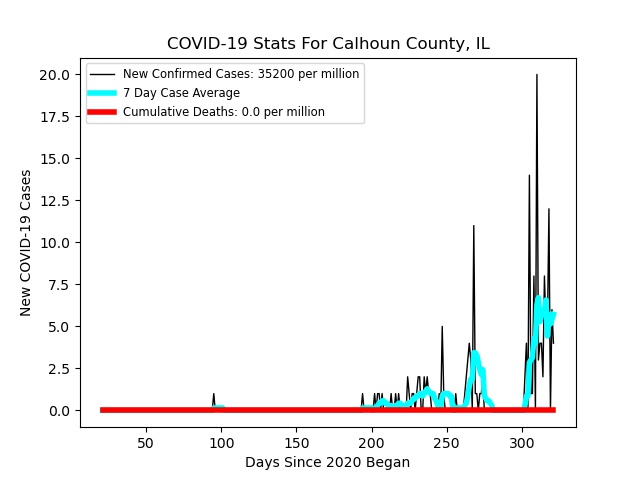 COVID-19 Stats For Calhoun County, IL
New Confirmed Cases: 35200 per million
7 Day Case Average
Cumulative Deaths: 0.0 per million
New COVID-19 Cases
20.0
17.5
15.0
12.5
10.0
7.5
5.0
2.5
0.0
50 100 150 200 250 300
Days Since 2020 Began